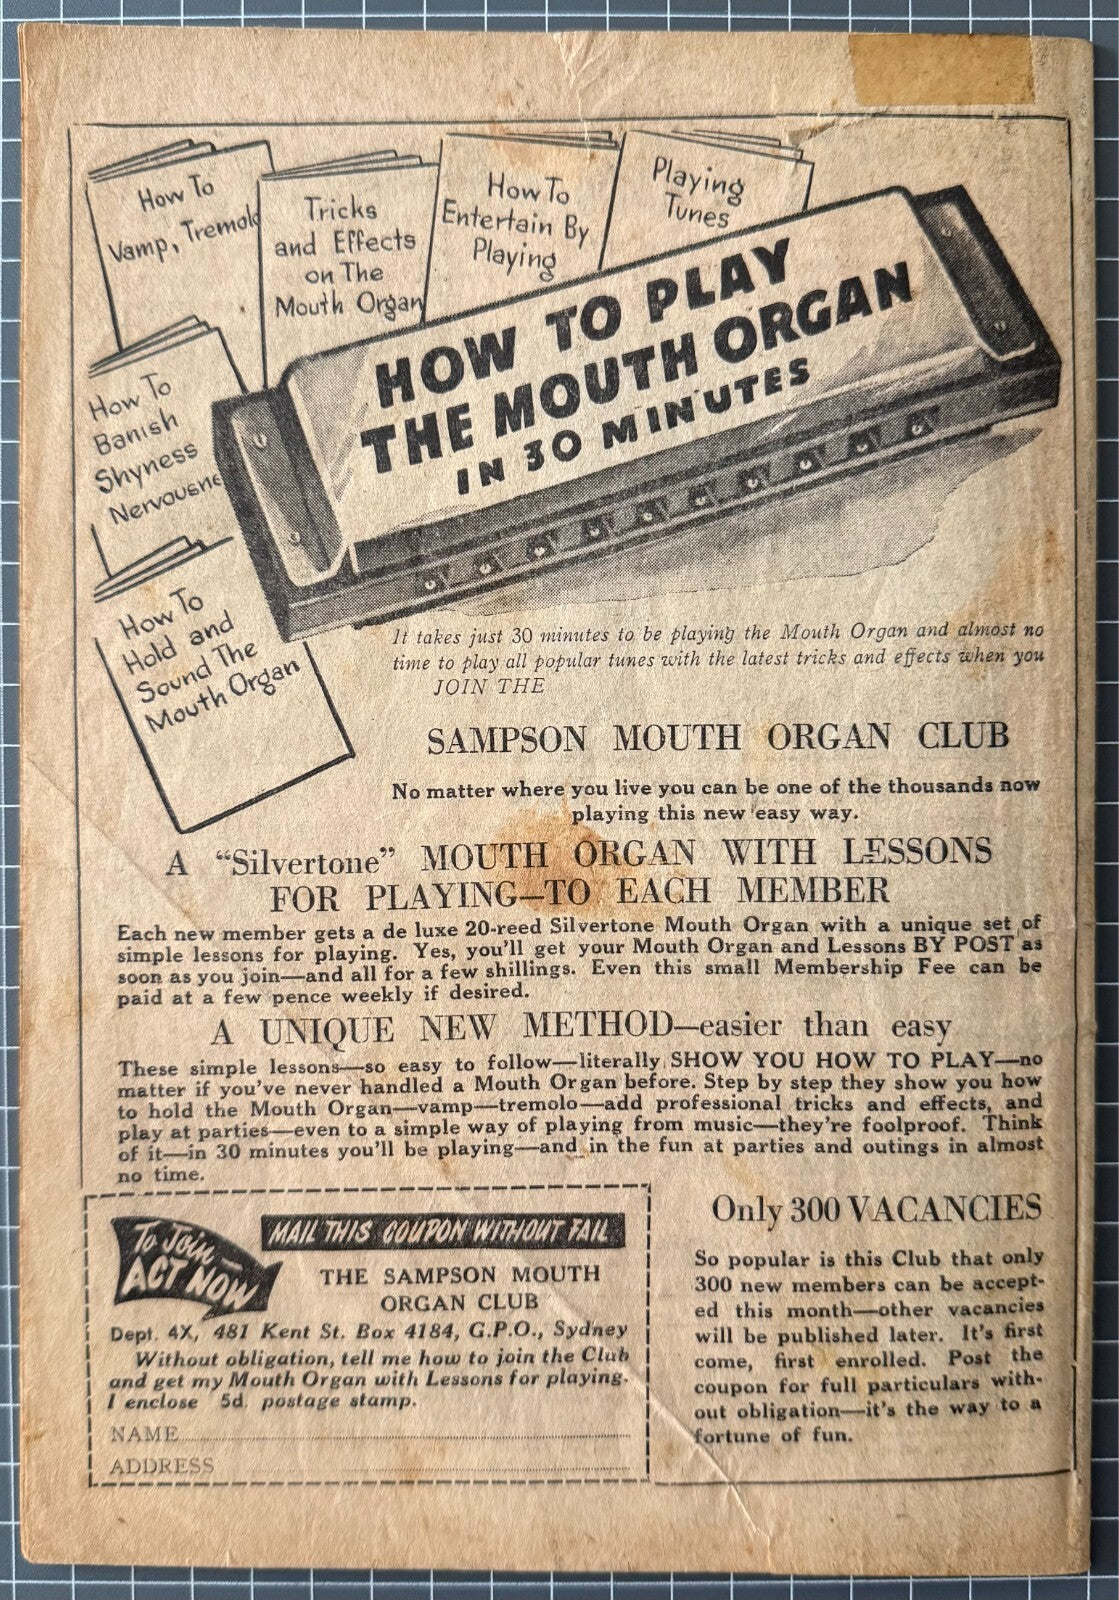 How To
Vamp, Tremolo
Tricks
and Effects
on The
Mouth Organ
How To
Entertain By
Playing
Playing
Tunes
How To
Banish
Shyness
Nervousne
How To
Hold and
Sound The
Mouth Organ
HOW TO PLAY
THE MOUTH ORGAN
IN 30 MINUTES
It takes just 30 minutes to be playing the Mouth Organ and almost no
time to play all popular tunes with the latest tricks and effects when you
JOIN THE
SAMPSON MOUTH ORGAN CLUB
No matter where you live you can be one of the thousands now
playing this new easy way.
A "Silvertone" MOUTH ORGAN WITH LESSONS
FOR PLAYING—TO EACH MEMBER
Each new member gets a de luxe 20-reed Silvertone Mouth Organ with a unique set of
simple lessons for playing. Yes, you'll get your Mouth Organ and Lessons BY POST as
soon as you join—and all for a few shillings. Even this small Membership Fee can be
paid at a few pence weekly if desired.
A UNIQUE NEW METHOD—easier than easy
These simple lessons—so easy to follow—literally SHOW YOU HOW TO PLAY—no
matter if you've never handled a Mouth Organ before. Step by step they show you how
to hold the Mouth Organ—vamp—tremolo—add professional tricks and effects, and
play at parties—even to a simple way of playing from music—they're foolproof. Think
of it—in 30 minutes you'll be playing—and in the fun at parties and outings in almost
no time.
To Join—
ACT NOW
MAIL THIS COUPON WITHOUT FAIL
THE SAMPSON MOUTH
ORGAN CLUB
Dept. 4X, 481 Kent St. Box 4184, G.P.O., Sydney
Without obligation, tell me how to join the Club
and get my Mouth Organ with Lessons for playing.
I enclose 5d. postage stamp.
NAME
ADDRESS
Only 300 VACANCIES
So popular is this Club that only
300 new members can be accept-
ed this month—other vacancies
will be published later. It's first
come, first enrolled. Post the
coupon for full particulars with-
out obligation—it's the way to a
fortune of fun.